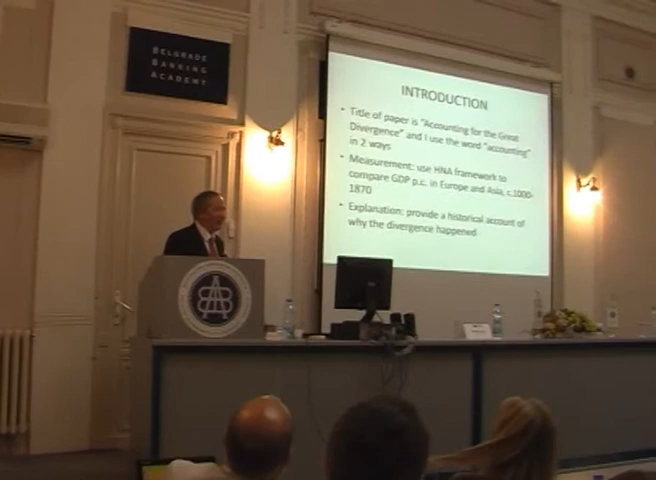 BELGRADE
BANKING
ACADEMY
INTRODUCTION
• Title of paper is "Accounting for the Great
Divergence" and I use the word "accounting"
in 2 ways
• Measurement: use HNA framework to
compare GDP p.c. in Europe and Asia, c.1000-
1870
• Explanation: provide a historical account of
why the divergence happened